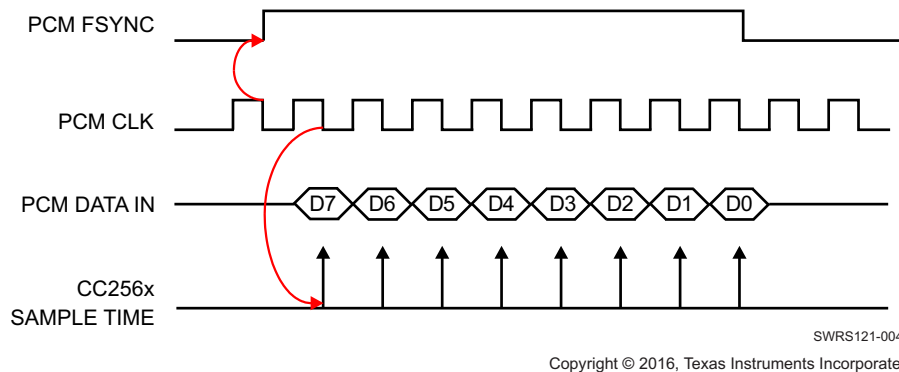 PCM FSYNC
PCM CLK
PCM DATA IN
D7 D6 D5 D4 D3 D2 D1 D0
CC256x
SAMPLE TIME
SWRS121-004
Copyright © 2016, Texas Instruments Incorporate